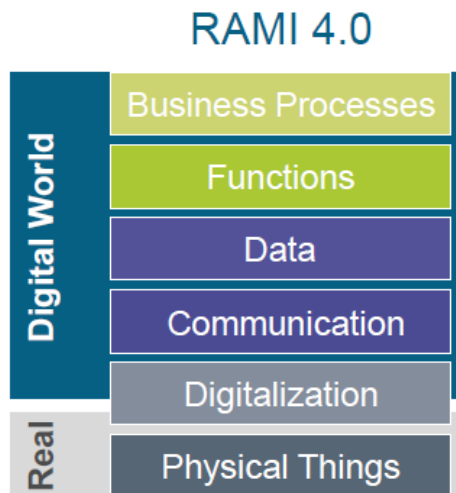 RAMI 4.0
Digital World
Business Processes
Functions
Data
Communication
Digitalization
Real
Physical Things